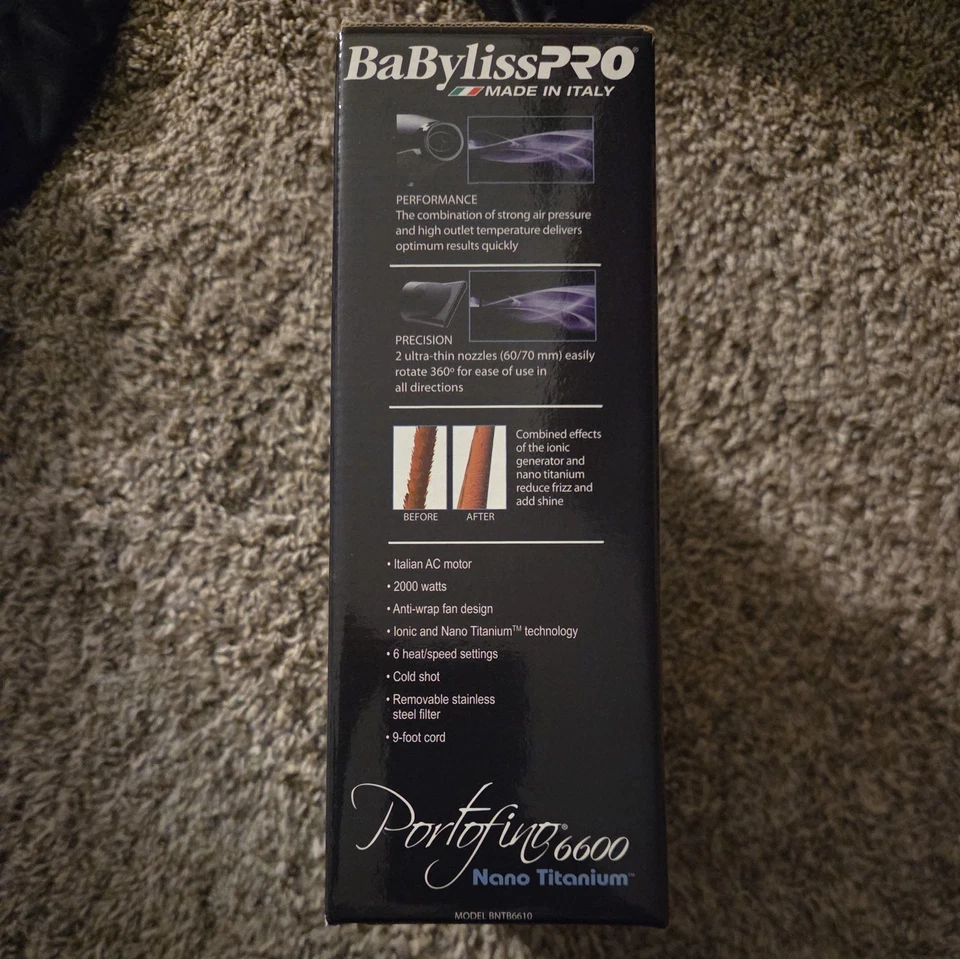 BaBylissPRO®
MADE IN ITALY
PERFORMANCE
The combination of strong air pressure
and high outlet temperature delivers
optimum results quickly
PRECISION
2 ultra-thin nozzles (60/70 mm) easily
rotate 360º for ease of use in
all directions
Combined effects
of the ionic
generator and
nano titanium
reduce frizz and
add shine
BEFORE AFTER
• Italian AC motor
• 2000 watts
• Anti-wrap fan design
• Ionic and Nano Titanium™ technology
• 6 heat/speed settings
• Cold shot
• Removable stainless
steel filter
• 9-foot cord
Portofino® 6600
Nano Titanium™
MODEL BNTB6610